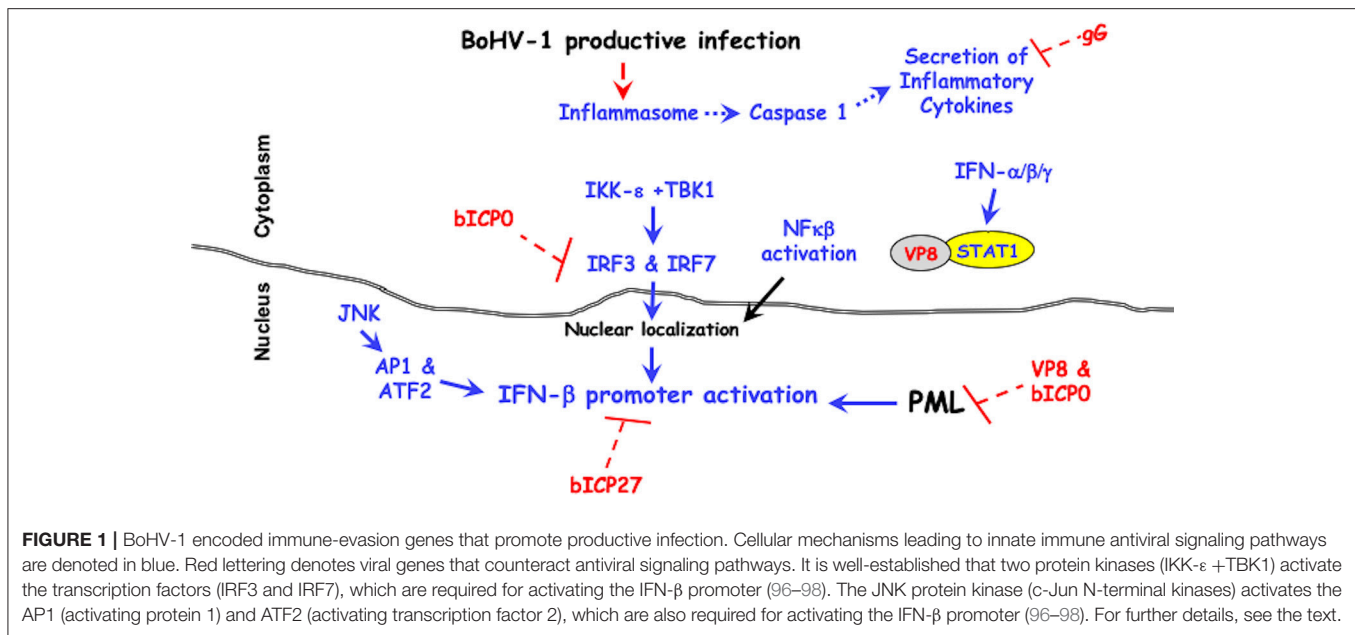 BoHV-1 productive infection
gG
Secretion of
Inflammatory
Cytokines
Inflammasome
Caspase 1
Cytoplasm
IKK-ε +TBK1
IFN-α/β/γ
bICP0
NFκβ
activation
VP8
STAT1
IRF3 & IRF7
Nucleus
JNK
Nuclear localization
AP1 &
ATF2
IFN-β promoter activation
PML
VP8 &
bICP0
bICP27
FIGURE 1 | BoHV-1 encoded immune-evasion genes that promote productive infection. Cellular mechanisms leading to innate immune antiviral signaling pathways
are denoted in blue. Red lettering denotes viral genes that counteract antiviral signaling pathways. It is well-established that two protein kinases (IKK-ε +TBK1) activate
the transcription factors (IRF3 and IRF7), which are required for activating the IFN-β promoter (96–98). The JNK protein kinase (c-Jun N-terminal kinases) activates the
AP1 (activating protein 1) and ATF2 (activating transcription factor 2), which are also required for activating the IFN-β promoter (96–98). For further details, see the text.